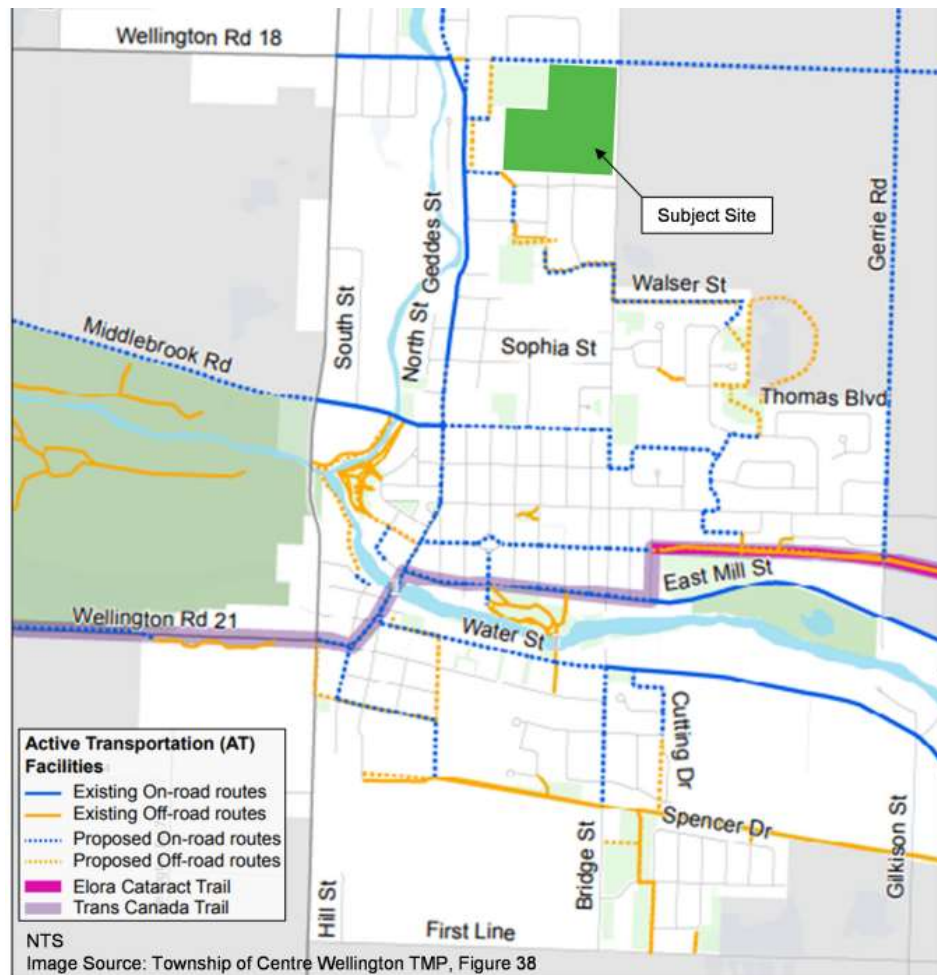 Wellington Rd 18
Subject Site
Gerrie Rd
Geddes St
North St
South St
Walser St
Sophia St
Middlebrook Rd
Thomas Blvd
East Mill St
Wellington Rd 21
Water St
Cutting Dr
Spencer Dr
Bridge St
Gilkison St
Hill St
First Line
Active Transportation (AT)
Facilities
Existing On-road routes
Existing Off-road routes
Proposed On-road routes
Proposed Off-road routes
Elora Cataract Trail
Trans Canada Trail
NTS
Image Source: Township of Centre Wellington TMP, Figure 38